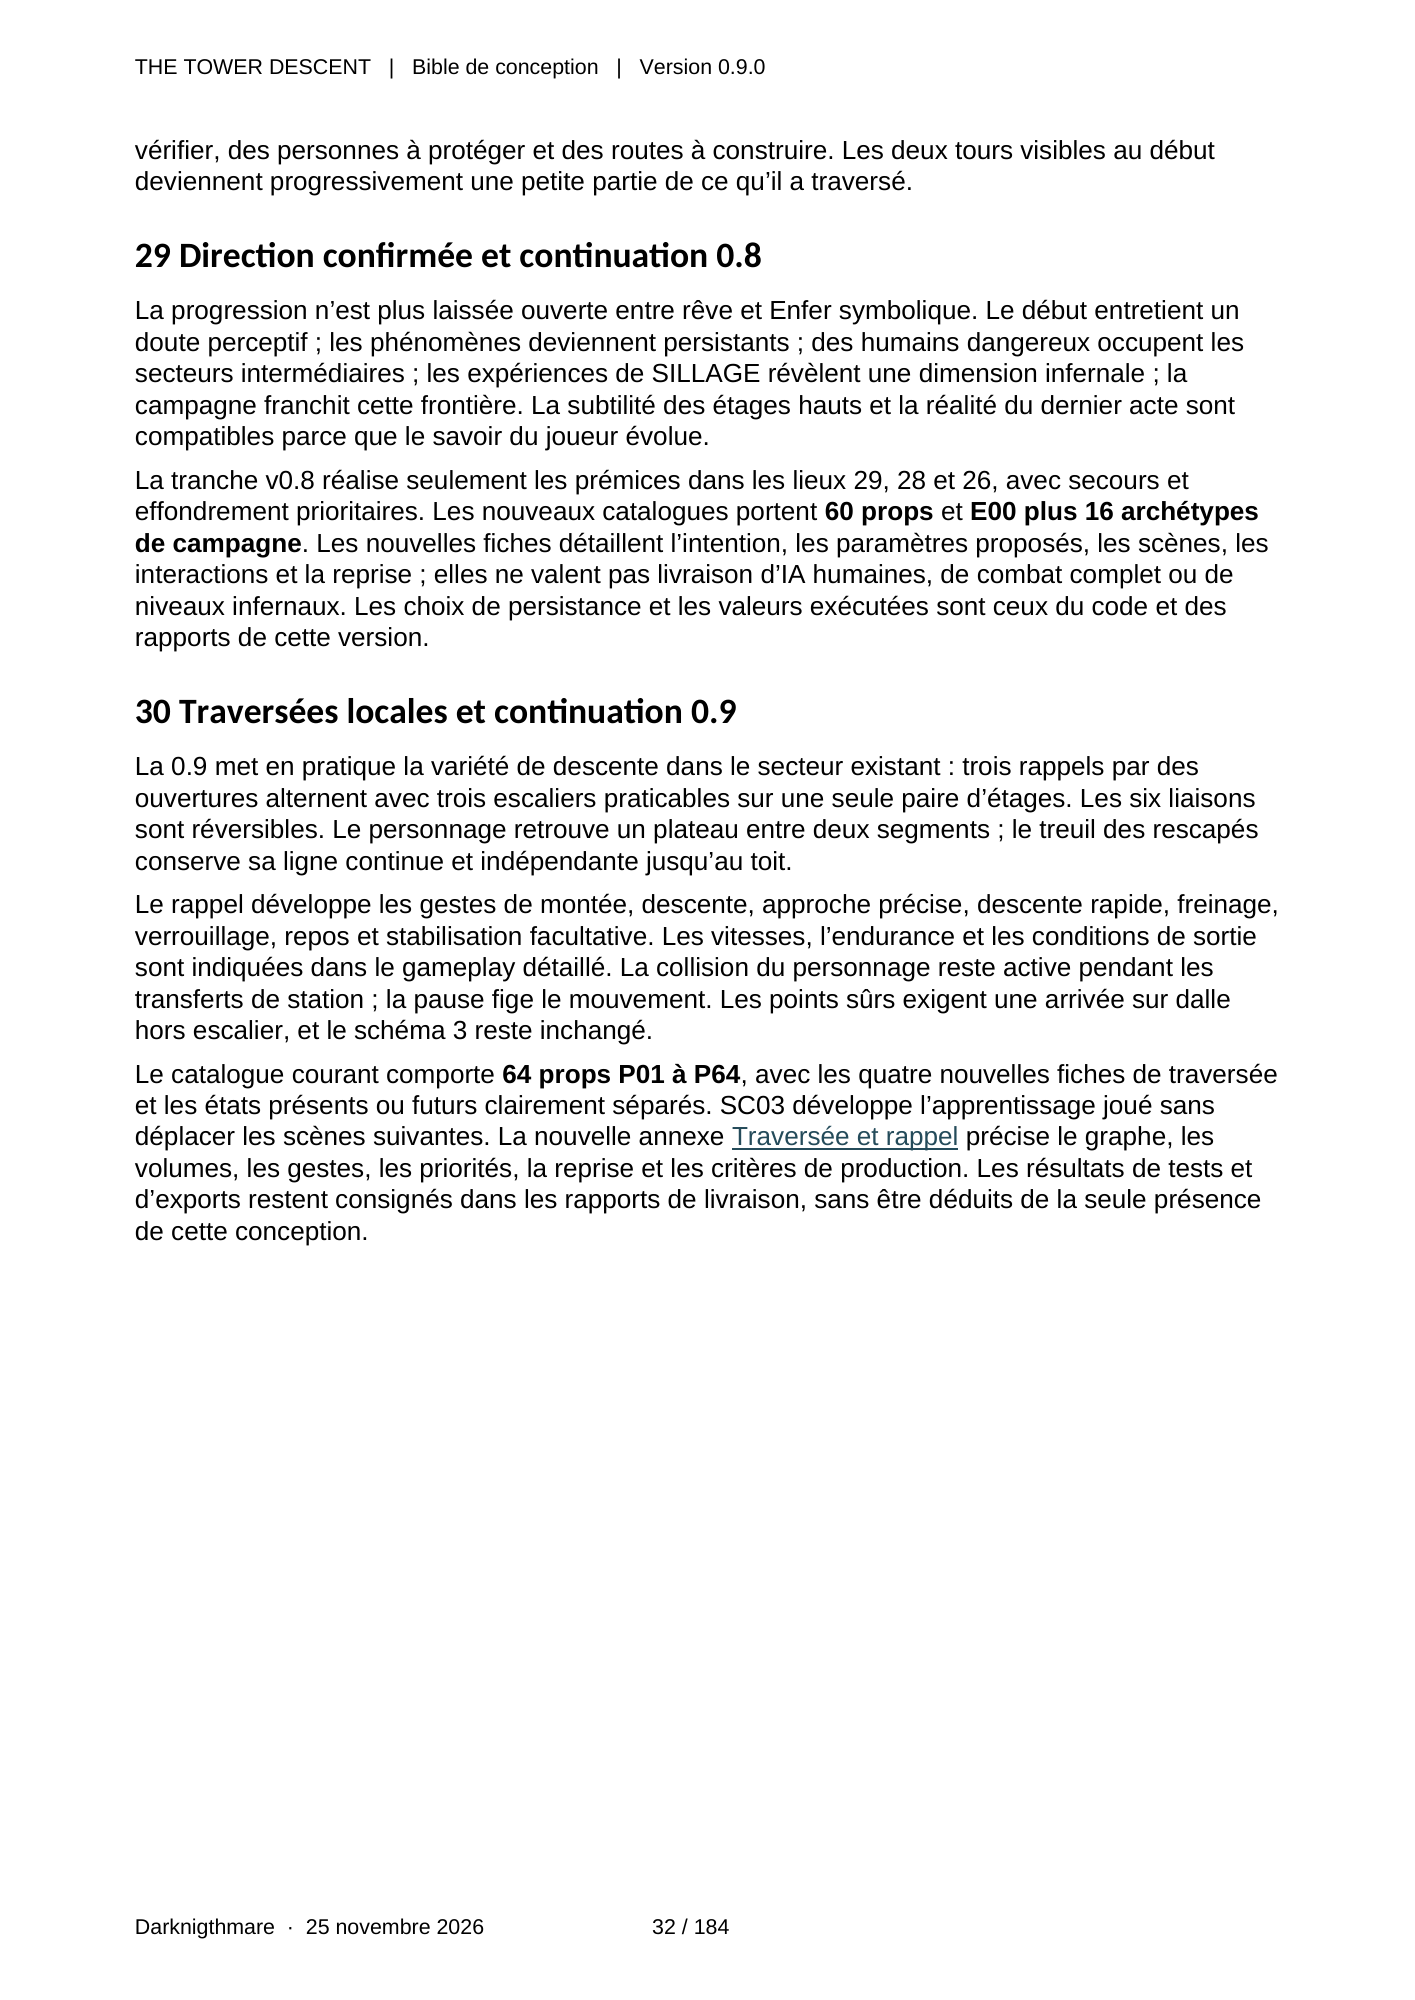 THE TOWER DESCENT | Bible de conception | Version 0.9.0
vérifier, des personnes à protéger et des routes à construire. Les deux tours visibles au début
deviennent progressivement une petite partie de ce qu’il a traversé.
29 Direction confirmée et continuation 0.8
La progression n’est plus laissée ouverte entre rêve et Enfer symbolique. Le début entretient un
doute perceptif ; les phénomènes deviennent persistants ; des humains dangereux occupent les
secteurs intermédiaires ; les expériences de SILLAGE révèlent une dimension infernale ; la
campagne franchit cette frontière. La subtilité des étages hauts et la réalité du dernier acte sont
compatibles parce que le savoir du joueur évolue.
La tranche v0.8 réalise seulement les prémices dans les lieux 29, 28 et 26, avec secours et
effondrement prioritaires. Les nouveaux catalogues portent 60 props et E00 plus 16 archétypes
de campagne. Les nouvelles fiches détaillent l’intention, les paramètres proposés, les scènes, les
interactions et la reprise ; elles ne valent pas livraison d’IA humaines, de combat complet ou de
niveaux infernaux. Les choix de persistance et les valeurs exécutées sont ceux du code et des
rapports de cette version.
30 Traversées locales et continuation 0.9
La 0.9 met en pratique la variété de descente dans le secteur existant : trois rappels par des
ouvertures alternent avec trois escaliers praticables sur une seule paire d’étages. Les six liaisons
sont réversibles. Le personnage retrouve un plateau entre deux segments ; le treuil des rescapés
conserve sa ligne continue et indépendante jusqu’au toit.
Le rappel développe les gestes de montée, descente, approche précise, descente rapide, freinage,
verrouillage, repos et stabilisation facultative. Les vitesses, l’endurance et les conditions de sortie
sont indiquées dans le gameplay détaillé. La collision du personnage reste active pendant les
transferts de station ; la pause fige le mouvement. Les points sûrs exigent une arrivée sur dalle
hors escalier, et le schéma 3 reste inchangé.
Le catalogue courant comporte 64 props P01 à P64, avec les quatre nouvelles fiches de traversée
et les états présents ou futurs clairement séparés. SC03 développe l’apprentissage joué sans
déplacer les scènes suivantes. La nouvelle annexe Traversée et rappel précise le graphe, les
volumes, les gestes, les priorités, la reprise et les critères de production. Les résultats de tests et
d’exports restent consignés dans les rapports de livraison, sans être déduits de la seule présence
de cette conception.
Darknigthmare · 25 novembre 2026 32 / 184